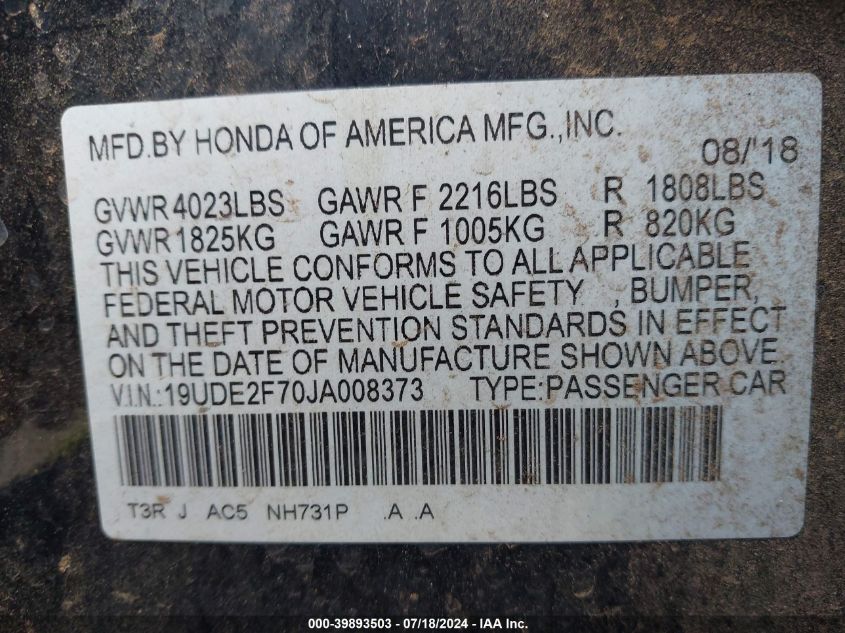 MFD.BY HONDA OF AMERICA MFG.,INC.
08/'18
GVWR 4023LBS GAWR F 2216LBS R 1808LBS
GVWR 1825KG GAWR F 1005KG R 820KG
THIS VEHICLE CONFORMS TO ALL APPLICABLE
FEDERAL MOTOR VEHICLE SAFETY , BUMPER,
AND THEFT PREVENTION STANDARDS IN EFFECT
ON THE DATE OF MANUFACTURE SHOWN ABOVE
V.I.N.:19UDE2F70JA008373 TYPE:PASSENGER CAR
T3R J AC5 NH731P .A .A
000-39893503 - 07/18/2024 - IAA Inc.